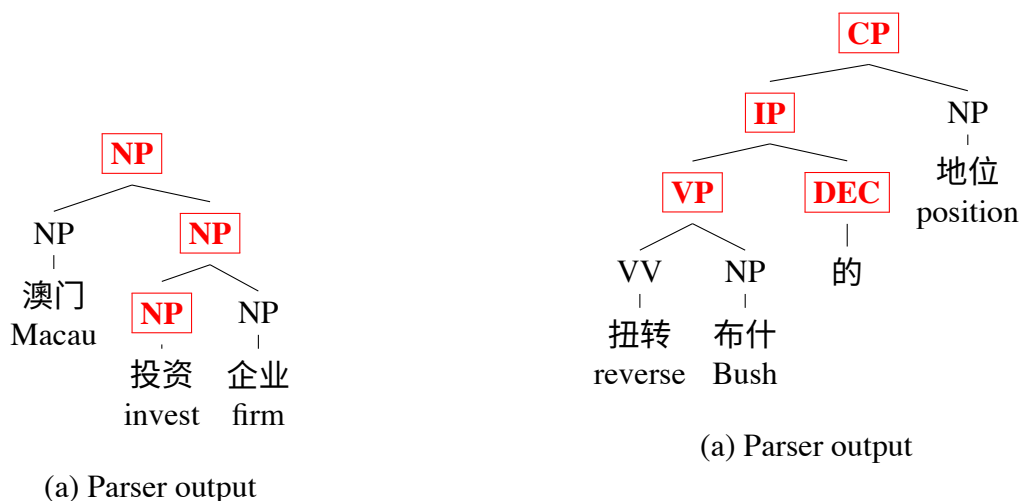 NP
NP NP
澳门 NP NP
Macau 投资 企业
invest firm
(a) Parser output
CP
IP NP
VP DEC 地位
position
VV NP 的
扭转 布什
reverse Bush
(a) Parser output